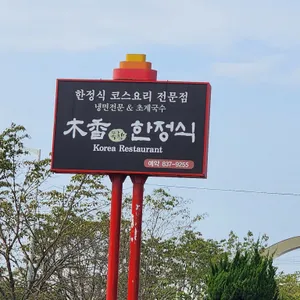 한정식 코스요리 전문점
냉면전문 & 초계국수
木香 한정식
Korea Restaurant
예약 837-9255